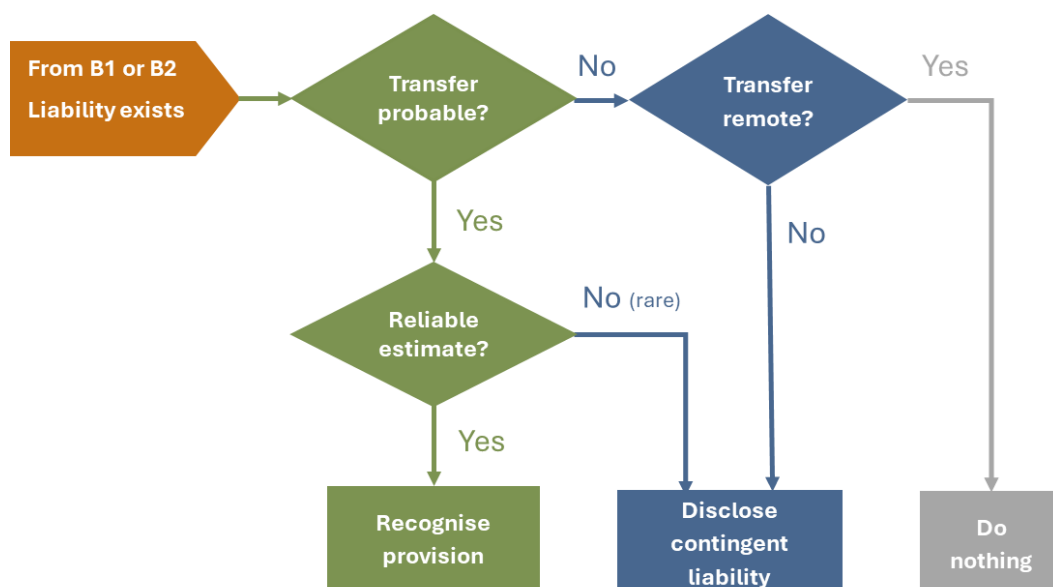 From B1 or B2
Liability exists
Transfer
probable?
No
Transfer
remote?
Yes
Yes
No
Reliable
estimate?
No (rare)
Yes
Recognise
provision
Disclose
contingent
liability
Do
nothing